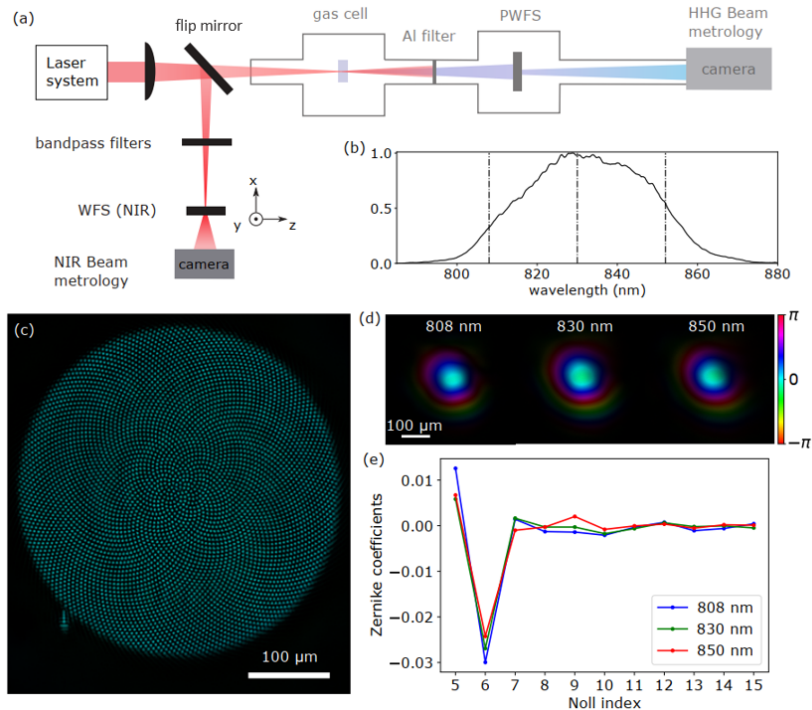 (a)
flip mirror
gas cell
PWFS
HHG Beam
metrology
Al filter
Laser
system
camera
bandpass filters
WFS (NIR)
x
y
z
NIR Beam
metrology
camera
(b)
1.0
0.5
0.0
800
820
840
860
880
wavelength (nm)
(c)
100 µm
(d)
808 nm
830 nm
850 nm
100 µm
π
0
−π
(e)
0.01
0.00
−0.01
−0.02
−0.03
Zernike coefficients
808 nm
830 nm
850 nm
5 6 7 8 9 10 11 12 13 14 15
Noll index